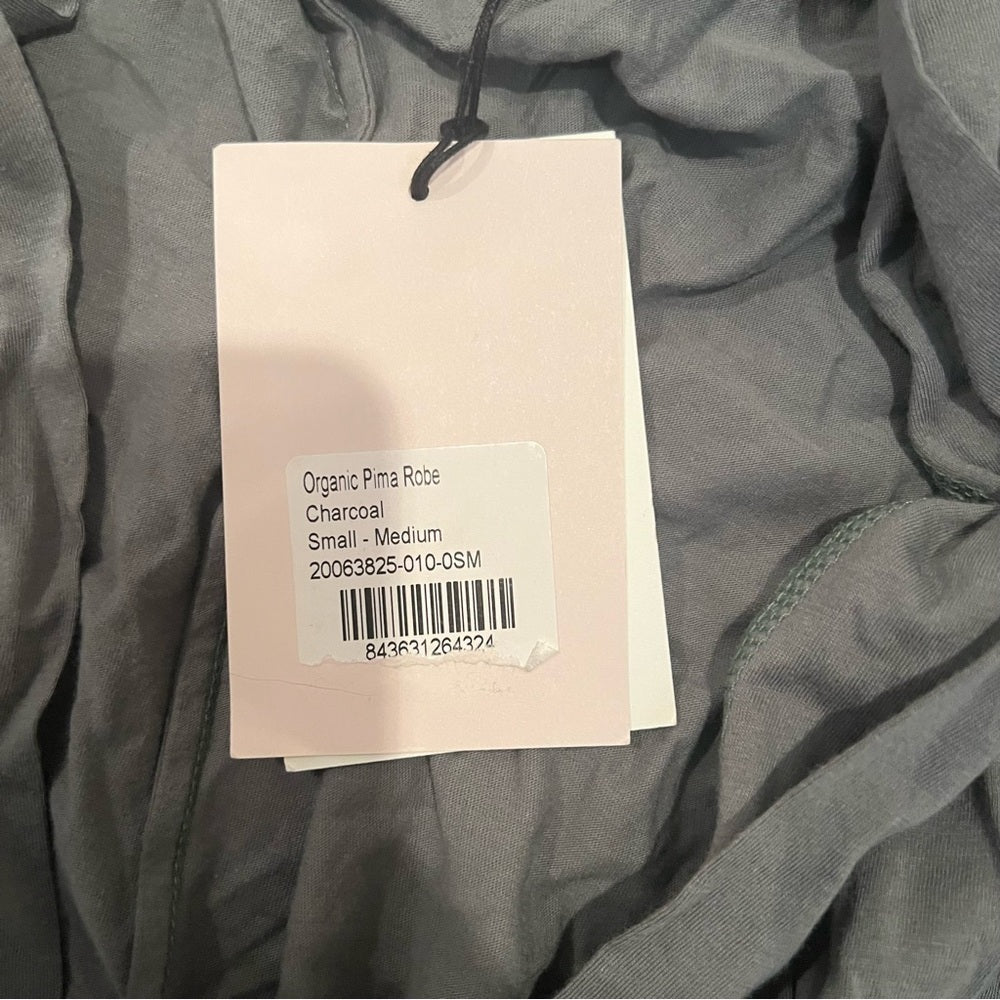 Organic Pima Robe
Charcoal
Small - Medium
20063825-010-0SM
843631264324